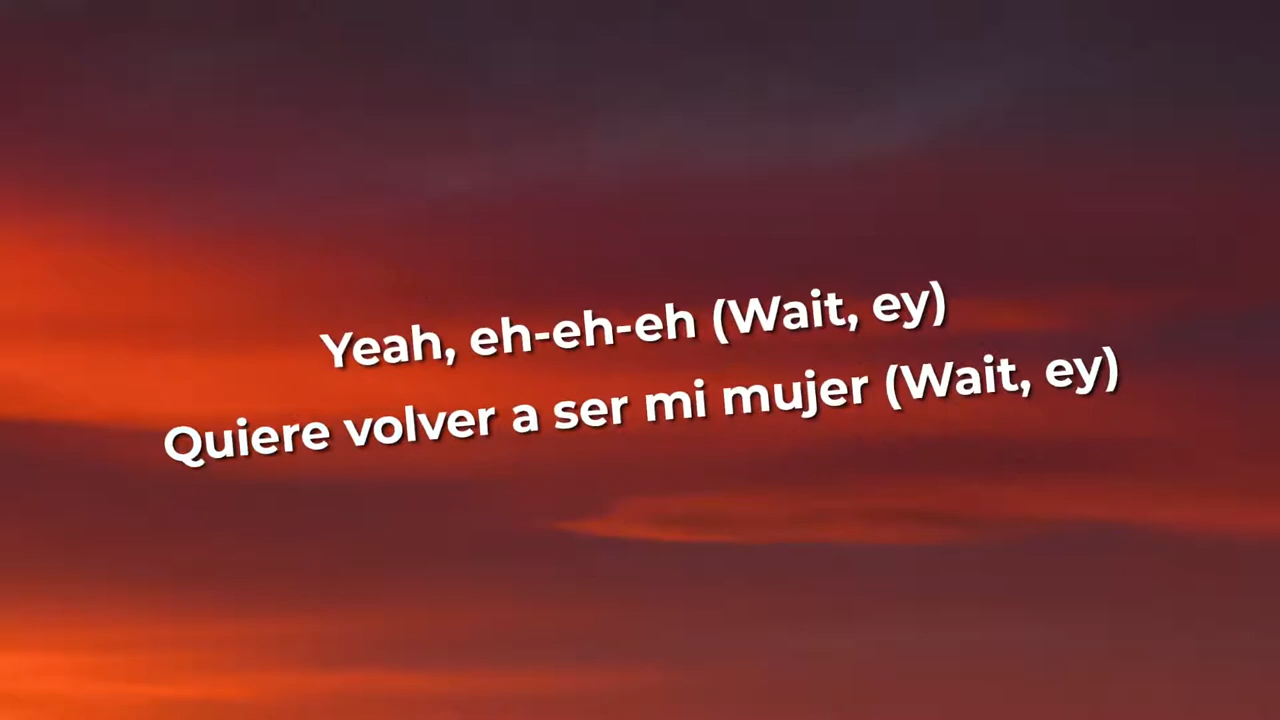 Yeah, eh-eh-eh (Wait, ey)
Quiere volver a ser mi mujer (Wait, ey)